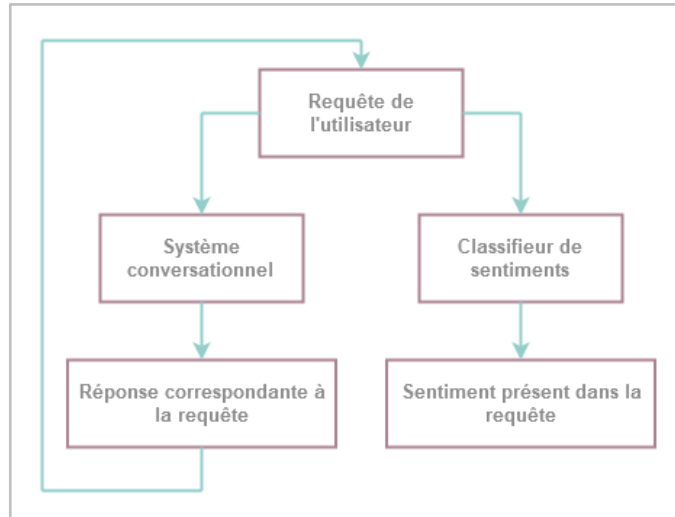 Requête de
l'utilisateur
Système
conversationnel
Classifieur de
sentiments
Réponse correspondante à
la requête
Sentiment présent dans la
requête